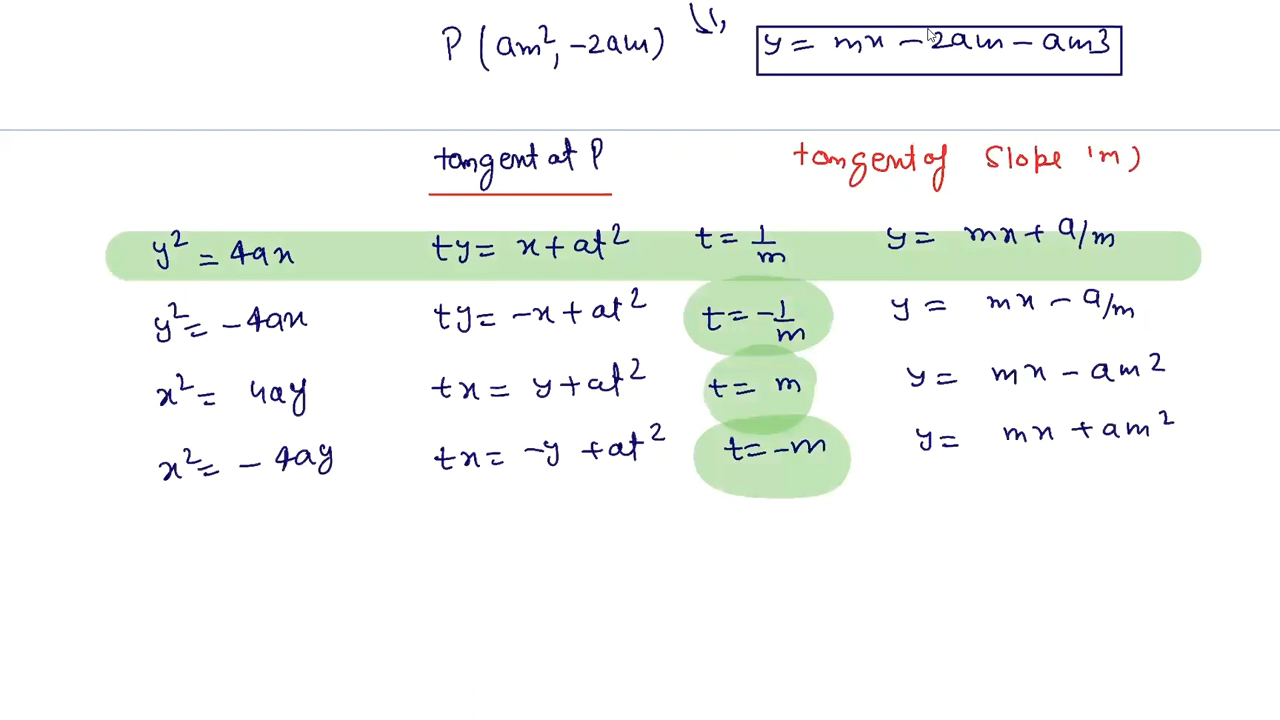 P (am², -2am) y = mx - 2am - am3
tangent at P tangent of slope 'm)
y² = 4ax ty = x + at² t = 1/m y = mx + a/m
y² = -4ax ty = -x + at² t = -1/m y = mx - a/m
x² = 4ay tx = y + at² t = m y = mx - am²
x² = -4ay tx = -y + at² t = -m y = mx + am²